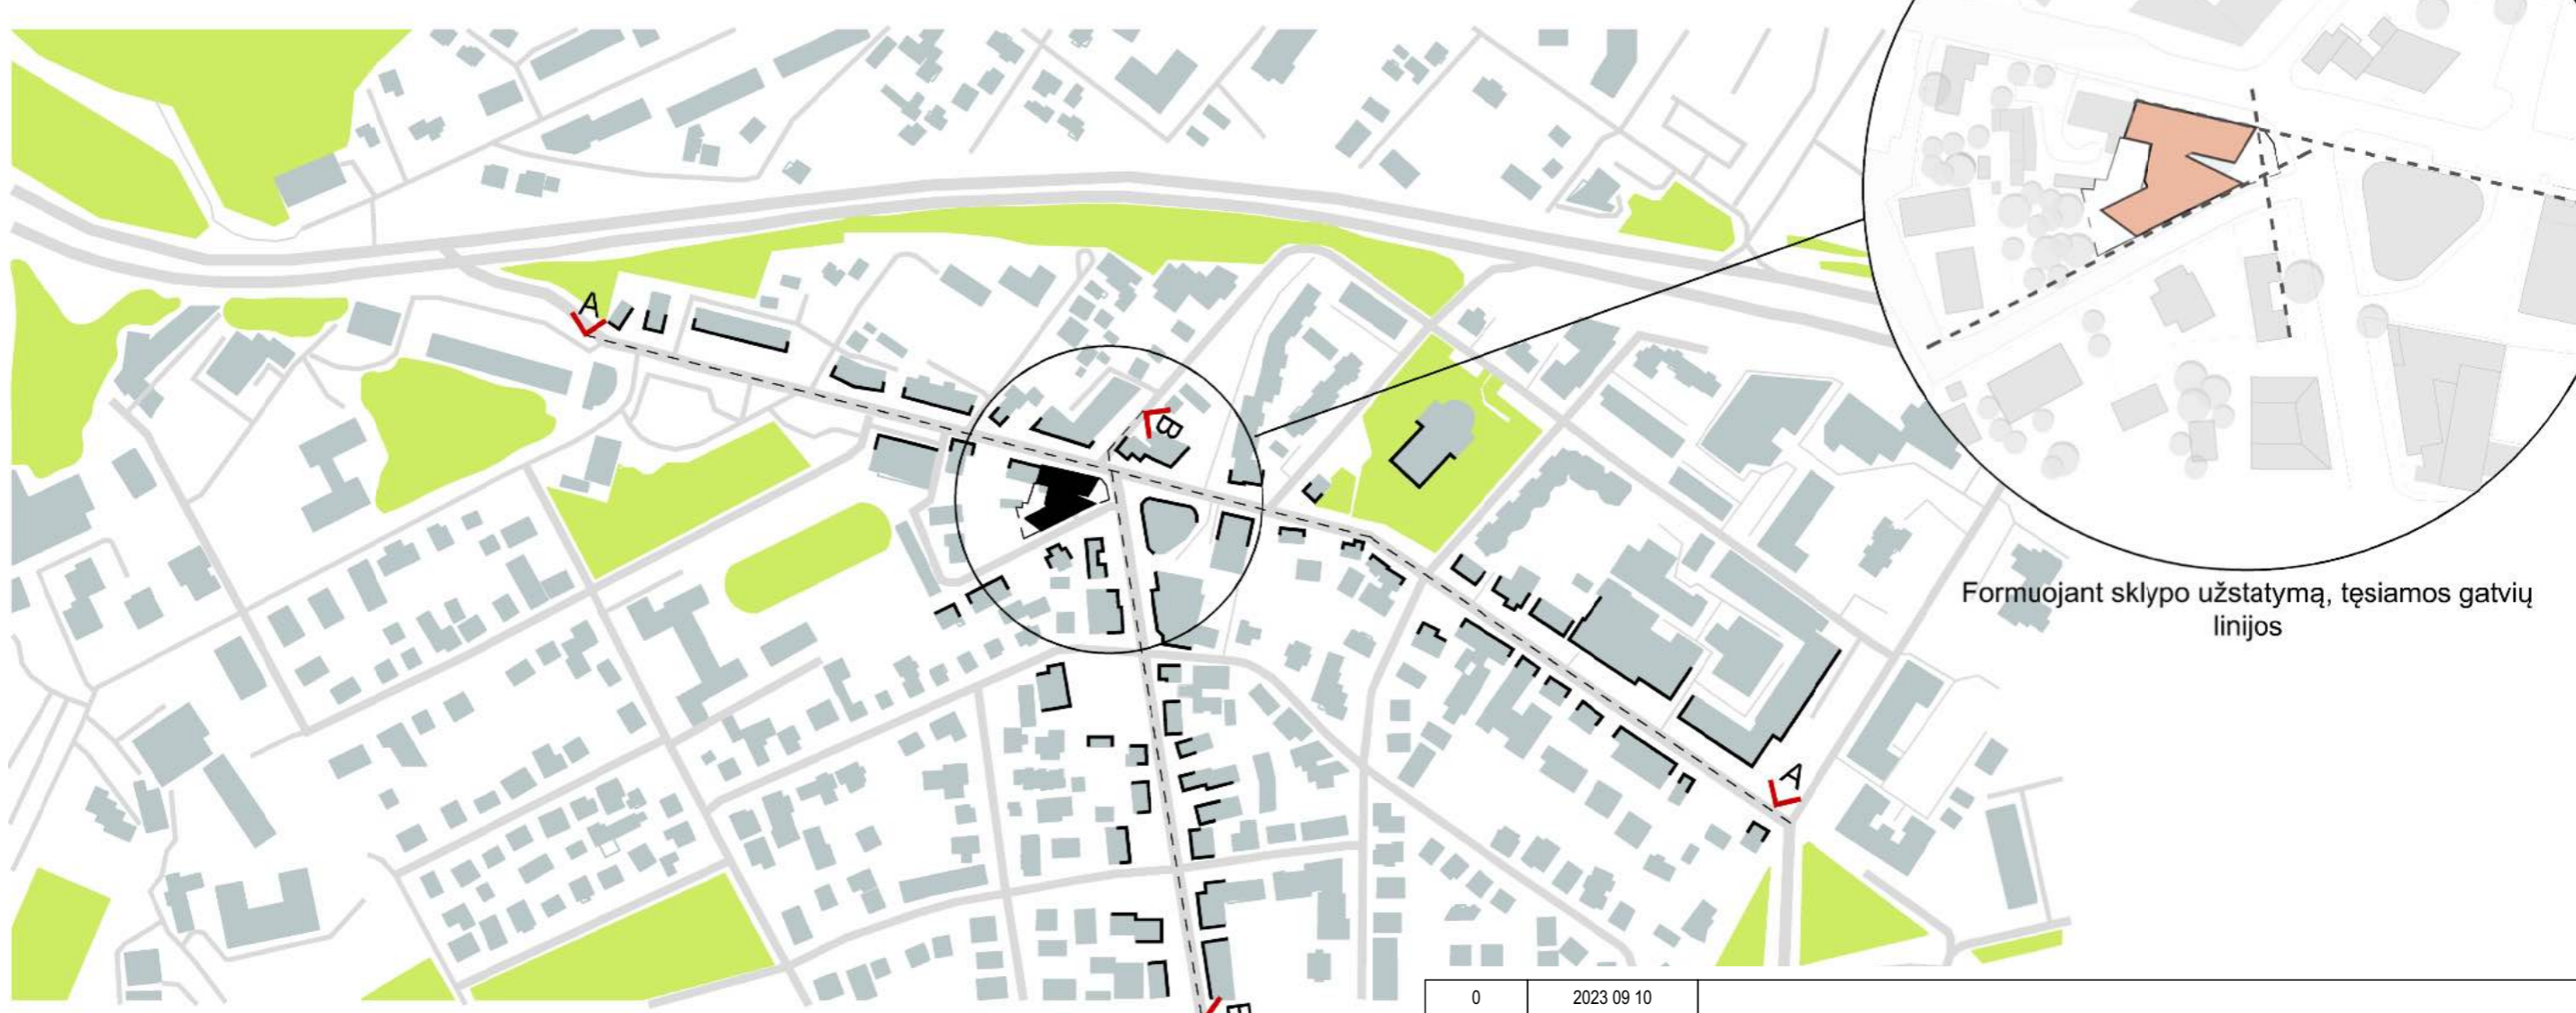 A
B
Formuojant sklypo užstatymą, tęsiamos gatvių
linijos
A
0 2023 09 10